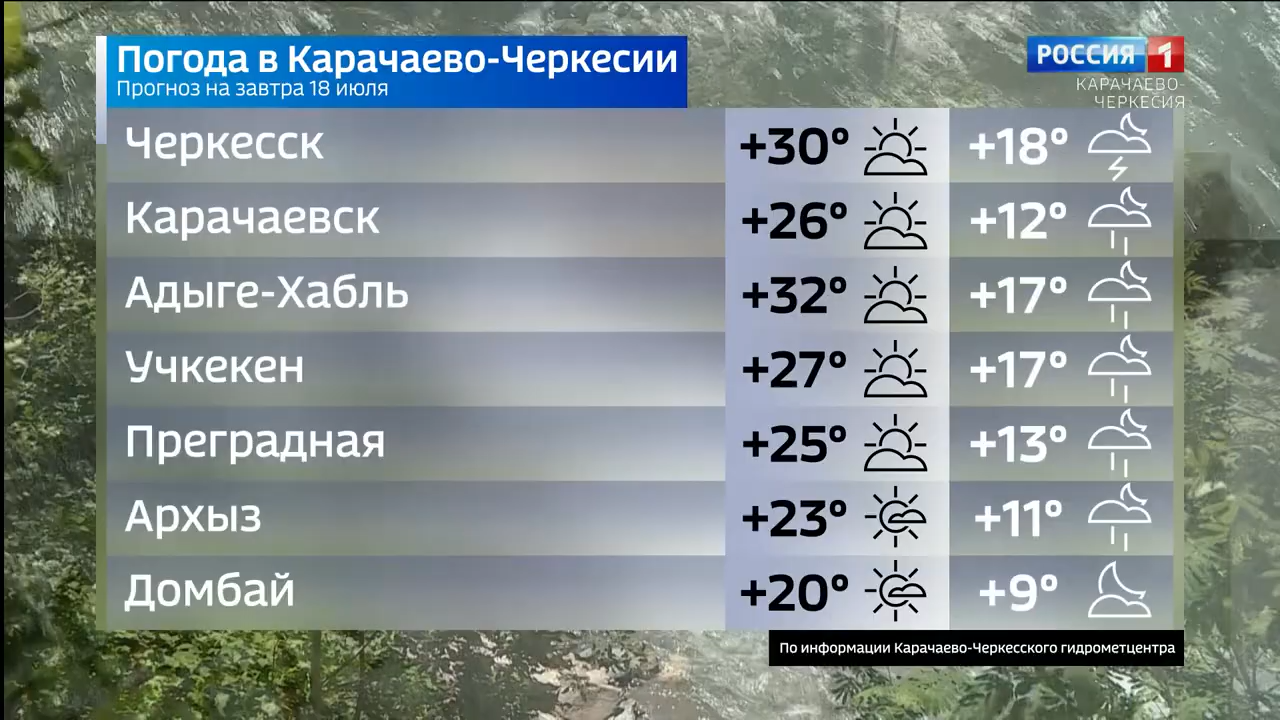 Погода в Карачаево-Черкесии
Прогноз на завтра 18 июля
РОССИЯ 1
КАРАЧАЕВО-
ЧЕРКЕСИЯ
Черкесск +30° +18°
Карачаевск +26° +12°
Адыге-Хабль +32° +17°
Учкекен +27° +17°
Преградная +25° +13°
Архыз +23° +11°
Домбай +20° +9°
По информации Карачаево-Черкесского гидрометцентра